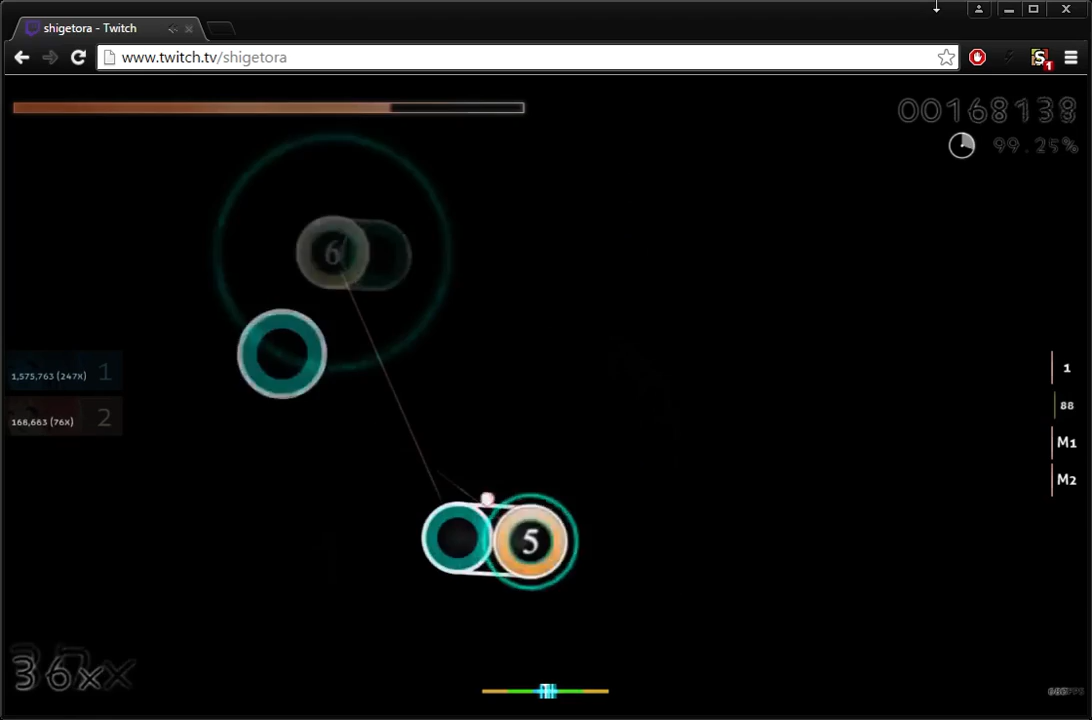 shigetora - Twitch
www.twitch.tv/shigetora
1
00168138
99.25%
6
1,575,763 (247x) 1
168,663 (76x) 2
1
88
M1
M2
5
36x